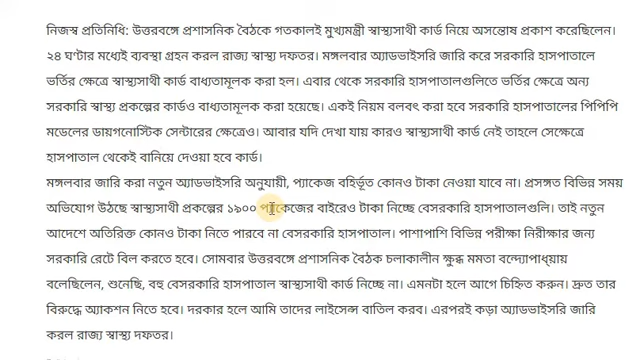 নিজস্ব প্রতিনিধি: উত্তরবঙ্গে প্রশাসনিক বৈঠকে গতকালই মুখ্যমন্ত্রী স্বাস্থ্যসাথী কার্ড নিয়ে অসন্তোষ প্রকাশ করেছিলেন।
২৪ ঘণ্টার মধ্যেই ব্যবস্থা গ্রহন করল রাজ্য স্বাস্থ্য দফতর। মঙ্গলবার অ্যাডভাইসরি জারি করে সরকারি হাসপাতালে
ভর্তির ক্ষেত্রে স্বাস্থ্যসাথী কার্ড বাধ্যতামূলক করা হল। এবার থেকে সরকারি হাসপাতালগুলিতে ভর্তির ক্ষেত্রে অন্য
সরকারি স্বাস্থ্য প্রকল্পের কার্ডও বাধ্যতামূলক করা হয়েছে। একই নিয়ম বলবৎ করা হবে সরকারি হাসপাতালের পিপিপি
মডেলের ডায়গনোস্টিক সেন্টারের ক্ষেত্রেও। আবার যদি দেখা যায় কারও স্বাস্থ্যসাথী কার্ড নেই তাহলে সেক্ষেত্রে
হাসপাতাল থেকেই বানিয়ে দেওয়া হবে কার্ড।
মঙ্গলবার জারি করা নতুন অ্যাডভাইসরি অনুযায়ী, প্যাকেজ বহির্ভূত কোনও টাকা নেওয়া যাবে না। প্রসঙ্গত বিভিন্ন সময়
অভিযোগ উঠছে স্বাস্থ্যসাথী প্রকল্পের ১৯০০ প্যাকেজের বাইরেও টাকা নিচ্ছে বেসরকারি হাসপাতালগুলি। তাই নতুন
আদেশে অতিরিক্ত কোনও টাকা নিতে পারবে না বেসরকারি হাসপাতাল। পাশাপাশি বিভিন্ন পরীক্ষা নিরীক্ষার জন্য
সরকারি রেটে বিল করতে হবে। সোমবার উত্তরবঙ্গে প্রশাসনিক বৈঠক চলাকালীন ক্ষুব্ধ মমতা বন্দ্যোপাধ্য়ায়
বলেছিলেন, শুনেছি, বহু বেসরকারি হাসপাতাল স্বাস্থ্যসাথী কার্ড নিচ্ছে না। এমনটা হলে আগে চিহ্নিত করুন। দ্রুত তার
বিরুদ্ধে অ্যাকশন নিতে হবে। দরকার হলে আমি তাদের লাইসেন্স বাতিল করব। এরপরই কড়া অ্যাডভাইসরি জারি
করল রাজ্য স্বাস্থ্য দফতর।